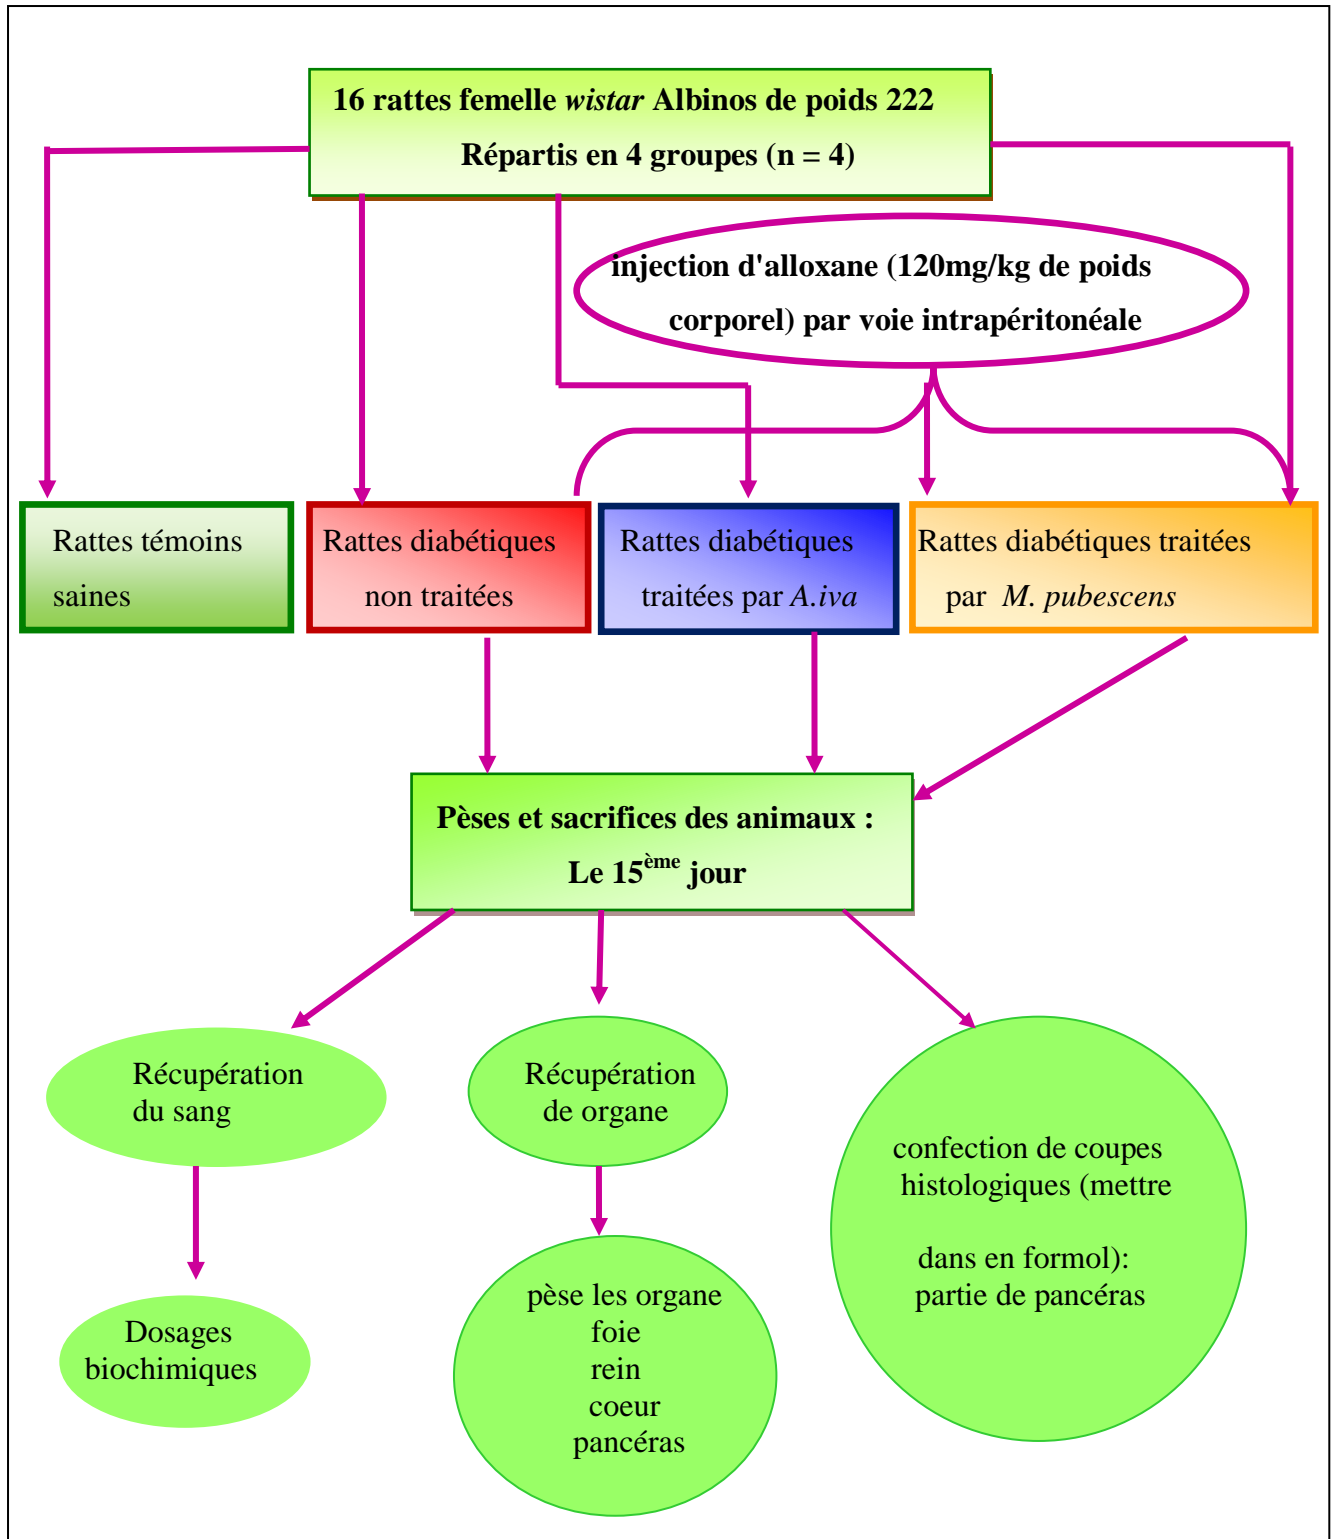 16 rattes femelle wistar Albinos de poids 222
Répartis en 4 groupes (n = 4)
injection d'alloxane (120mg/kg de poids
corporel) par voie intrapéritonéale
Rattes témoins
saines
Rattes diabétiques
non traitées
Rattes diabétiques
traitées par A.iva
Rattes diabétiques traitées
par M. pubescens
Pèses et sacrifices des animaux :
Le 15ème jour
Récupération
du sang
Récupération
de organe
confection de coupes
histologiques (mettre
dans en formol):
partie de pancéras
Dosages
biochimiques
pèse les organe
foie
rein
coeur
pancéras